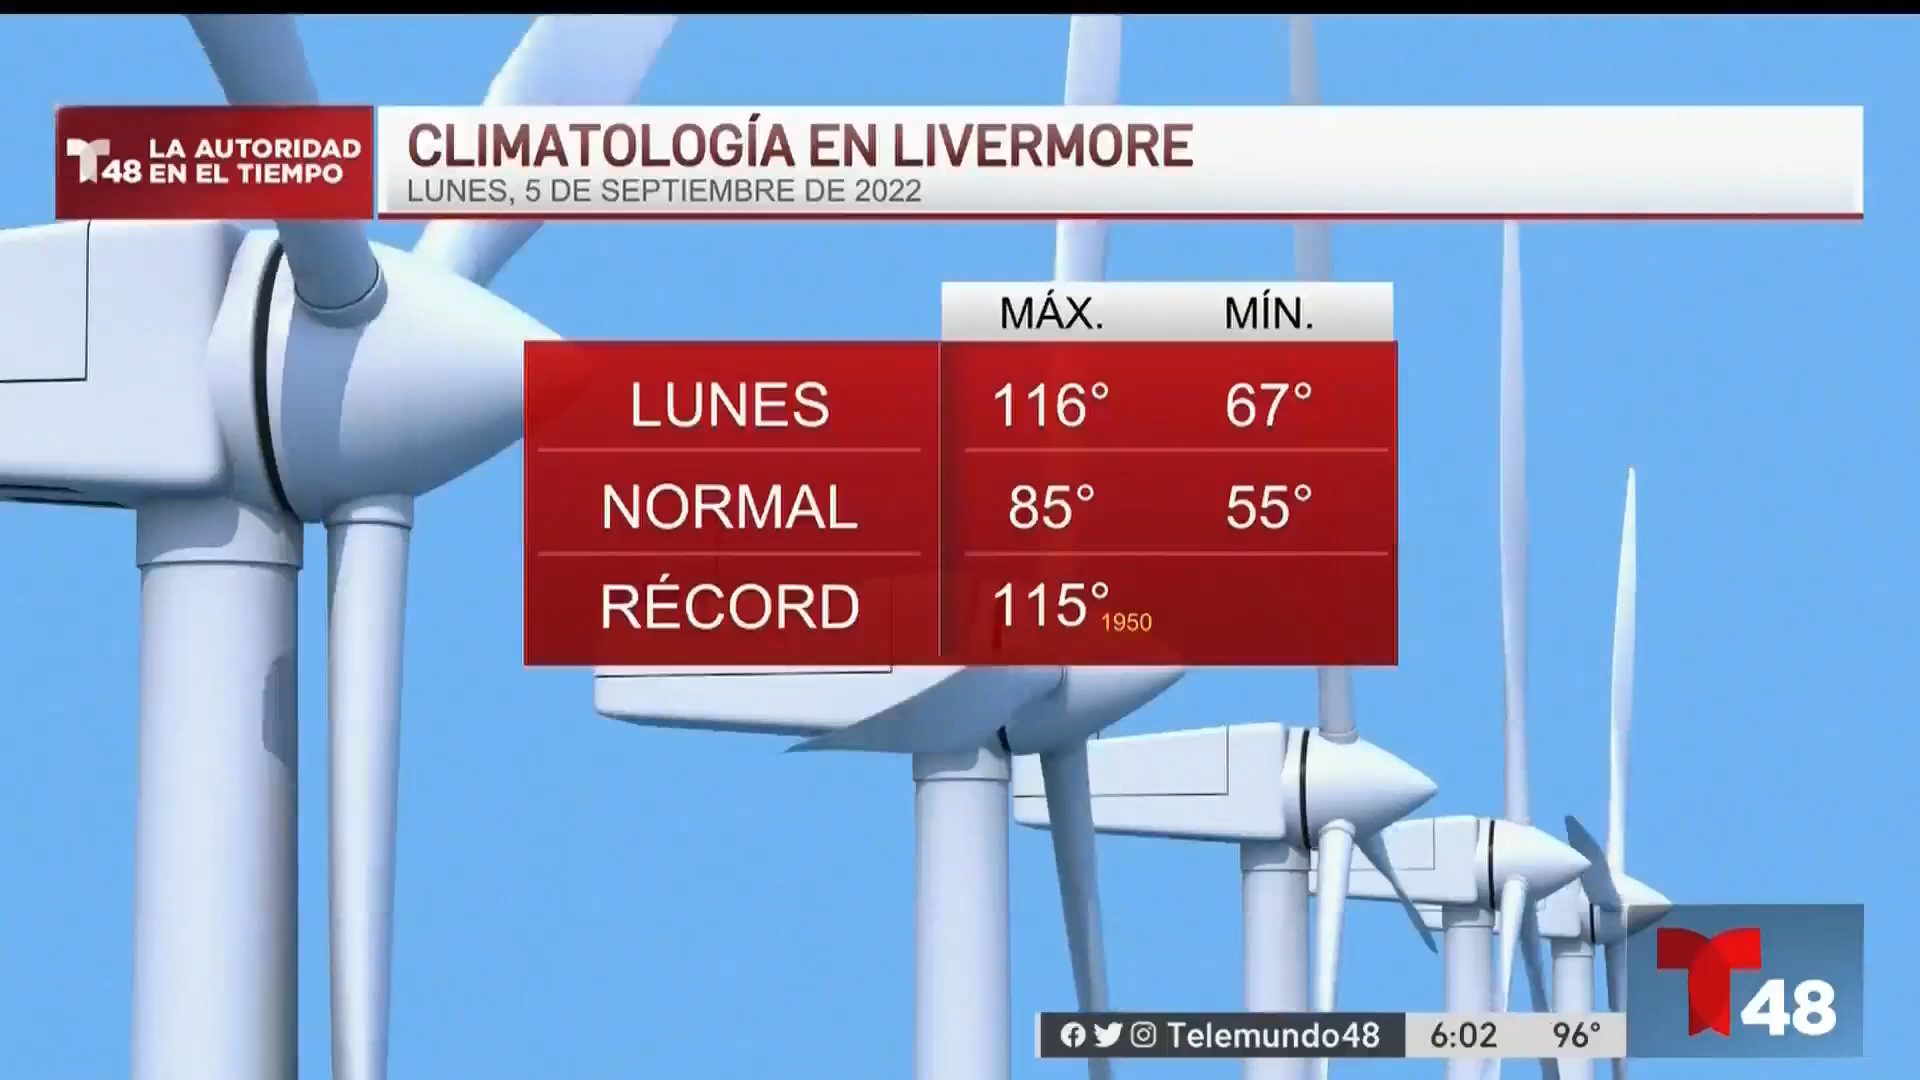 T48 LA AUTORIDAD
EN EL TIEMPO
CLIMATOLOGÍA EN LIVERMORE
LUNES, 5 DE SEPTIEMBRE DE 2022
MÁX. MÍN.
LUNES 116° 67°
NORMAL 85° 55°
RÉCORD 115° 1950
Telemundo48 6:02 96°
T48